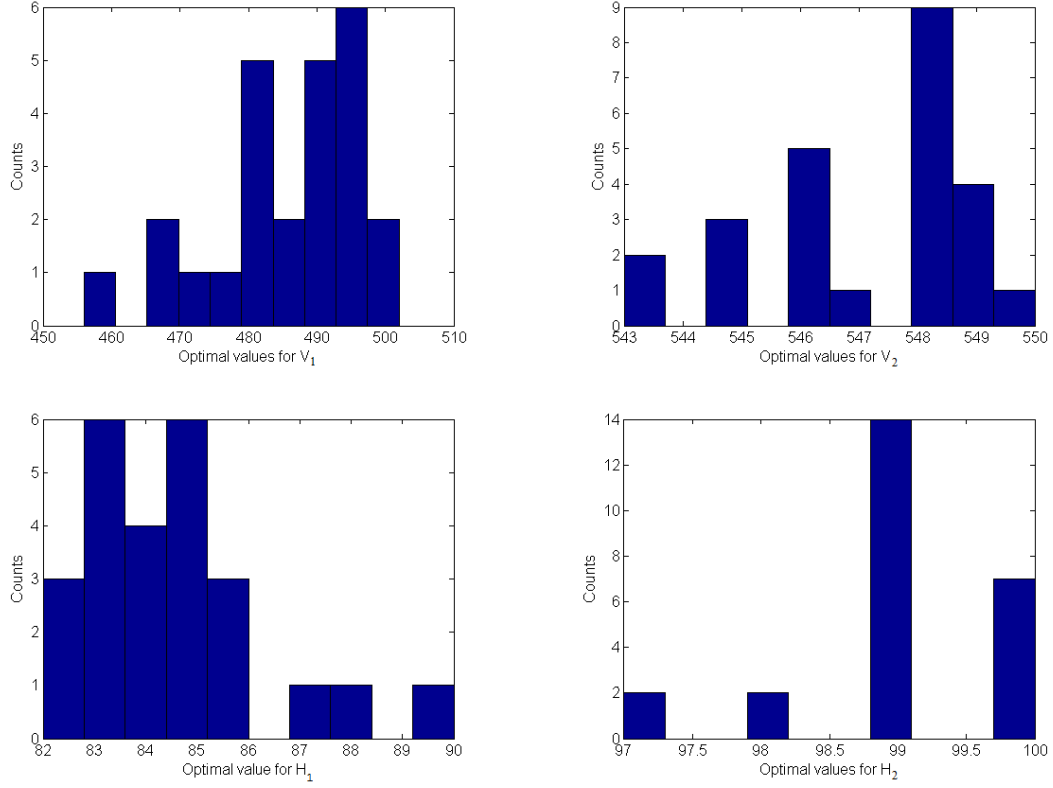 6
5
4
3
2
1
0
Counts
450 460 470 480 490 500 510
Optimal values for V1
9
8
7
6
5
4
3
2
1
0
Counts
543 544 545 546 547 548 549 550
Optimal values for V2
6
5
4
3
2
1
0
Counts
82 83 84 85 86 87 88 89 90
Optimal value for H1
14
12
10
8
6
4
2
0
Counts
97 97.5 98 98.5 99 99.5 100
Optimal values for H2